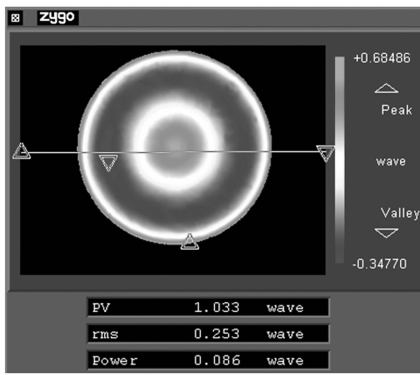 zygo
+0.68486
Peak
wave
Valley
-0.34770
PV 1.033 wave
rms 0.253 wave
Power 0.086 wave